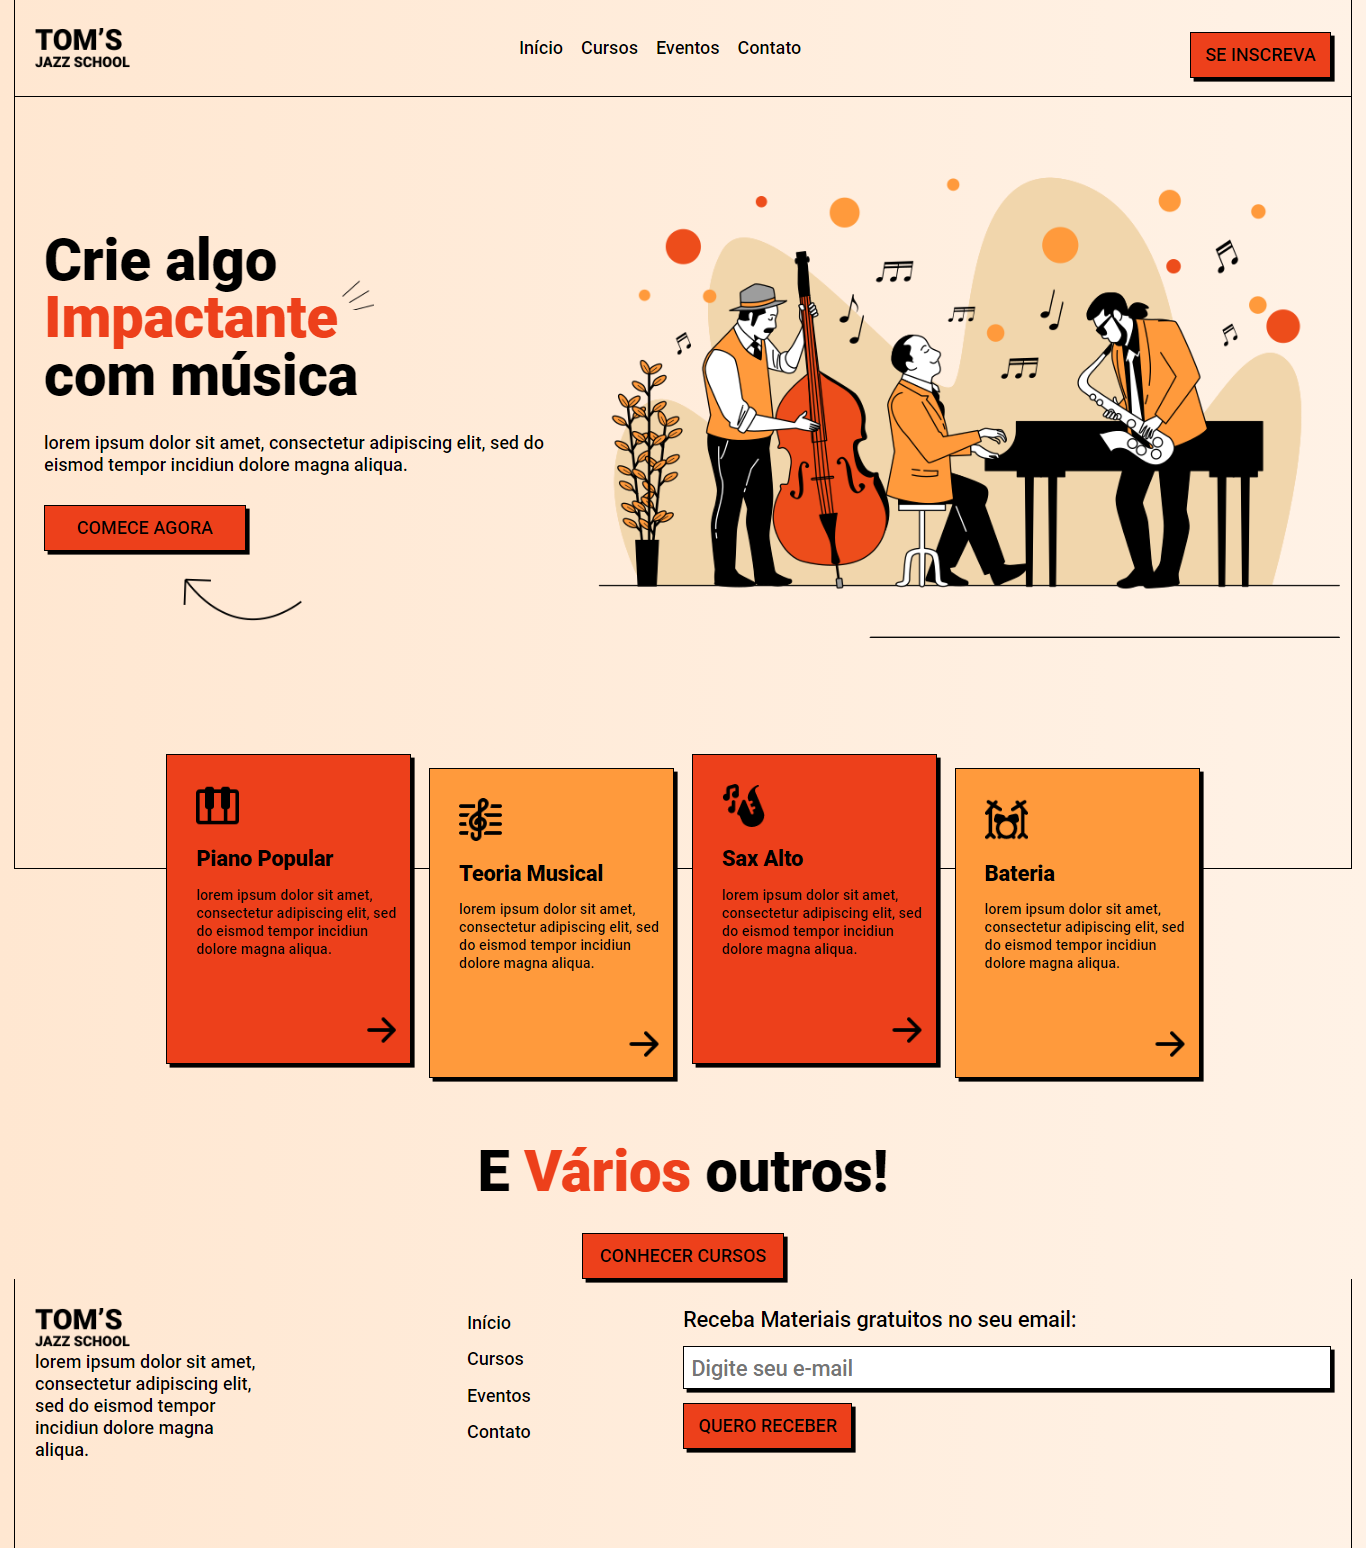 TOM'S
JAZZ SCHOOL
Início Cursos Eventos Contato
SE INSCREVA
Crie algo
Impactante
com música
lorem ipsum dolor sit amet, consectetur adipiscing elit, sed do
eismod tempor incidiun dolore magna aliqua.
COMECE AGORA
Piano Popular
lorem ipsum dolor sit amet,
consectetur adipiscing elit, sed
do eismod tempor incidiun
dolore magna aliqua.
Teoria Musical
lorem ipsum dolor sit amet,
consectetur adipiscing elit, sed
do eismod tempor incidiun
dolore magna aliqua.
Sax Alto
lorem ipsum dolor sit amet,
consectetur adipiscing elit, sed
do eismod tempor incidiun
dolore magna aliqua.
Bateria
lorem ipsum dolor sit amet,
consectetur adipiscing elit, sed
do eismod tempor incidiun
dolore magna aliqua.
E Vários outros!
CONHECER CURSOS
TOM'S
JAZZ SCHOOL
lorem ipsum dolor sit amet,
consectetur adipiscing elit,
sed do eismod tempor
incidiun dolore magna
aliqua.
Início
Cursos
Eventos
Contato
Receba Materiais gratuitos no seu email:
Digite seu e-mail
QUERO RECEBER